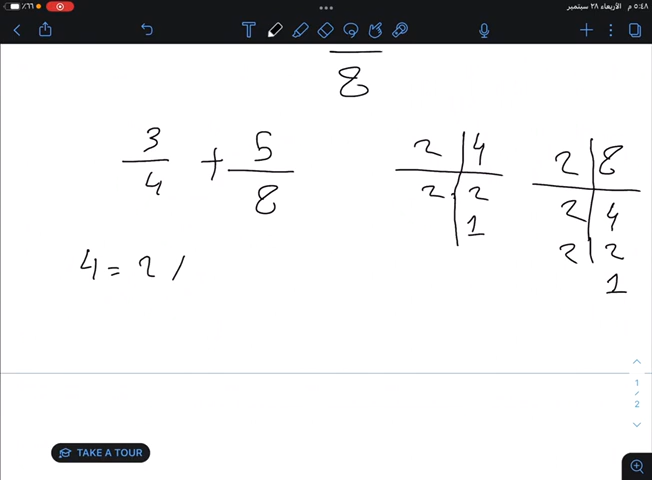 ٪٦٦ ٥:٤٨ م الأربعاء ٢٨ سبتمبر
8
3/4 + 5/8
2 | 4
2 | 2
1
2 | 8
2 | 4
2 | 2
1
4 = 2 /
1
/
2
TAKE A TOUR